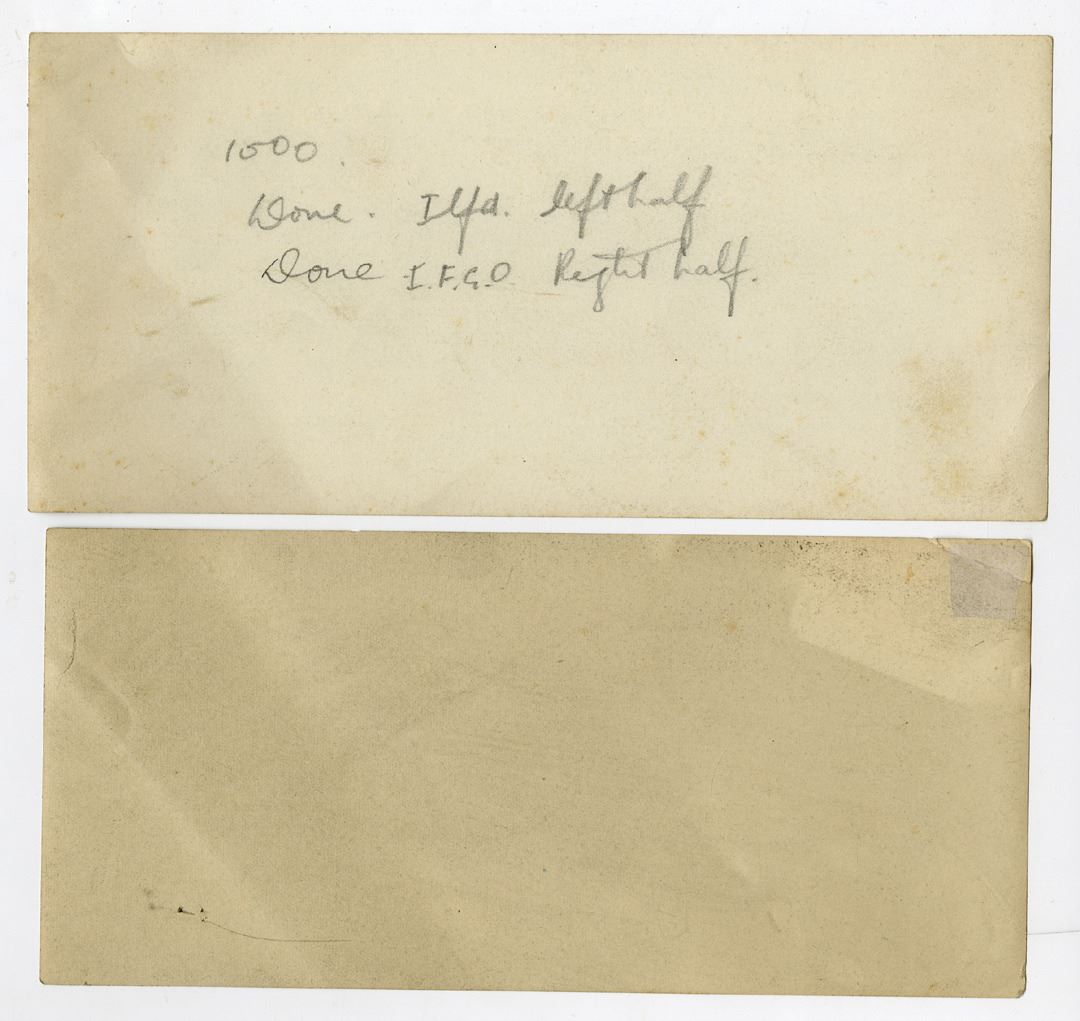 1000.
Done. Ilfd. left half
Done I.F.G.O. Right half.